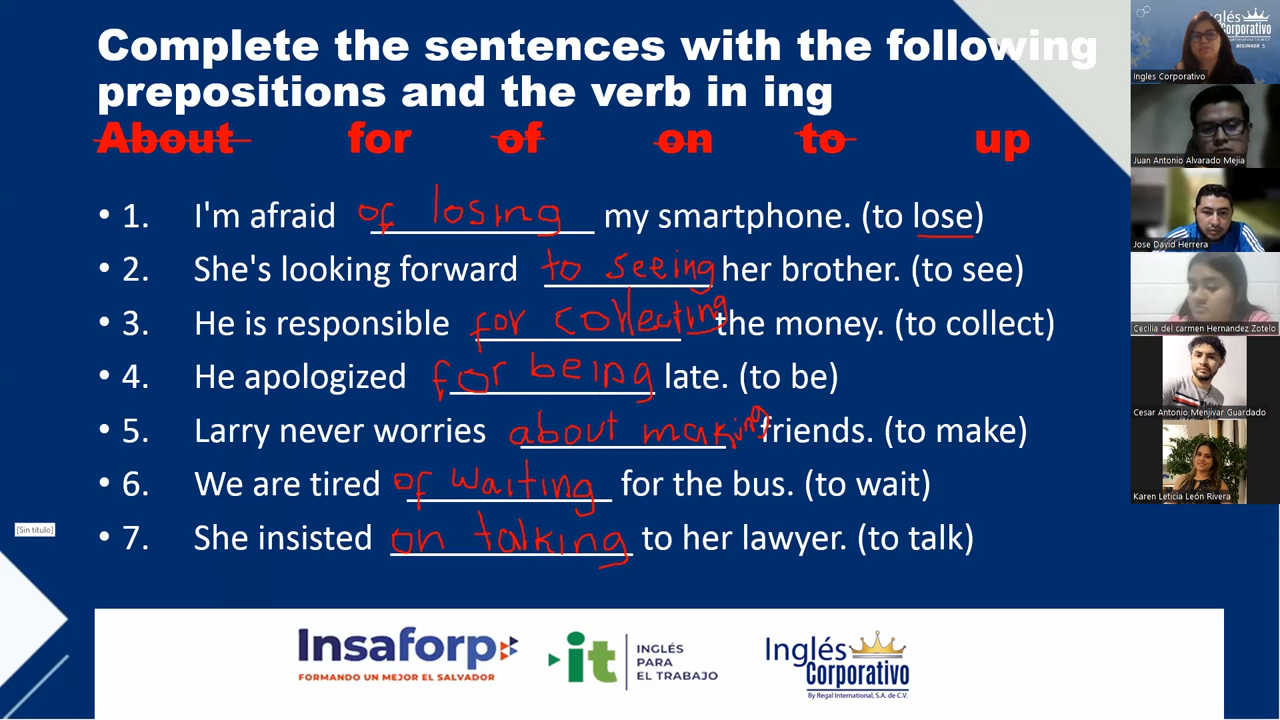 Complete the sentences with the following
prepositions and the verb in ing
About for of on to up
• 1. I'm afraid of losing my smartphone. (to lose)
• 2. She's looking forward to seeing her brother. (to see)
• 3. He is responsible for collecting the money. (to collect)
• 4. He apologized for being late. (to be)
• 5. Larry never worries about making friends. (to make)
• 6. We are tired of waiting for the bus. (to wait)
• 7. She insisted on talking to her lawyer. (to talk)
[Sin título]
Insaforp
FORMANDO UN MEJOR EL SALVADOR
it
INGLÉS
PARA
EL TRABAJO
Inglés
Corporativo
By Regal International, S.A. de C.V.
Inglés
Corporativo
BEGINNER 5
Ingles Corporativo
Juan Antonio Alvarado Mejia
Jose David Herrera
Cecilia del carmen Hernandez Zotelo
Cesar Antonio Menjivar Guardado
Karen Leticia León Rivera